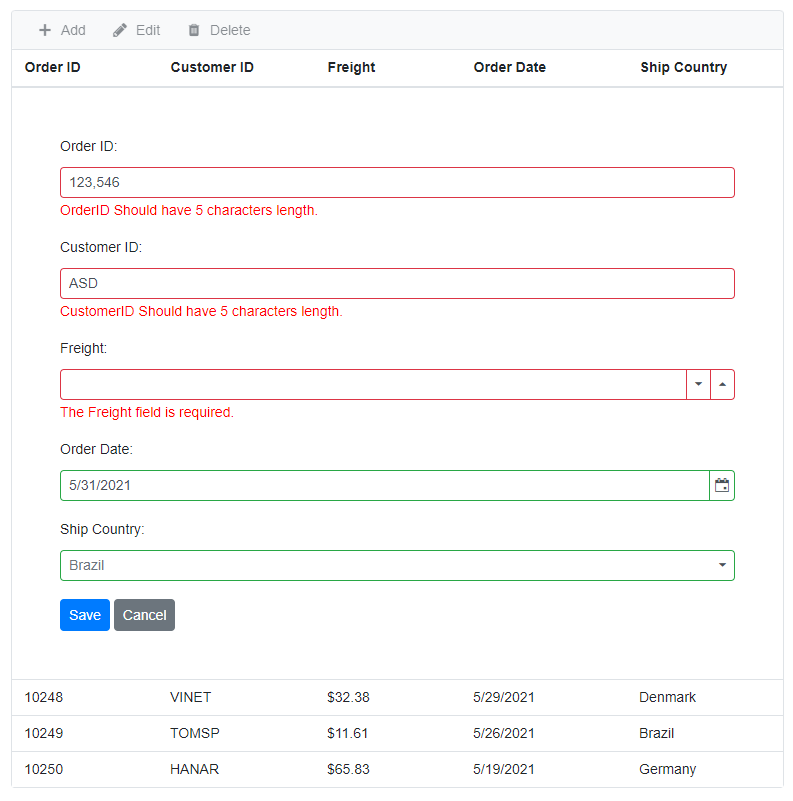 Add Edit Delete
Order ID Customer ID Freight Order Date Ship Country
Order ID:
123,546
OrderID Should have 5 characters length.
Customer ID:
ASD
CustomerID Should have 5 characters length.
Freight:
The Freight field is required.
Order Date:
5/31/2021
Ship Country:
Brazil
Save Cancel
10248 VINET $32.38 5/29/2021 Denmark
10249 TOMSP $11.61 5/26/2021 Brazil
10250 HANAR $65.83 5/19/2021 Germany